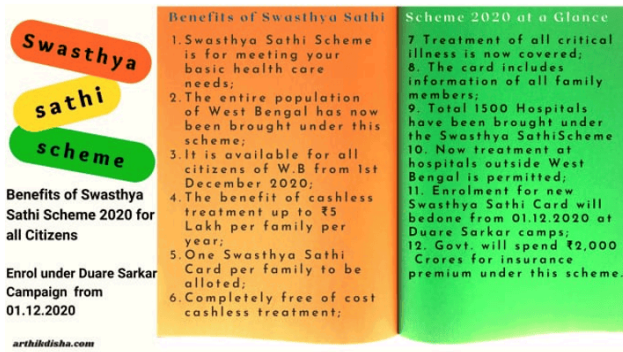 Swasthya
sathi
scheme
Benefits of Swasthya
Sathi Scheme 2020 for
all Citizens
Enrol under Duare Sarkar
Campaign from
01.12.2020
arthikdisha.com
Benefits of Swasthya Sathi
1. Swasthya Sathi Scheme
is for meeting your
basic health care
needs;
2. The entire population
of West Bengal has now
been brought under this
scheme;
3. It is available for all
citizens of W.B from 1st
December 2020;
4. The benefit of cashless
treatment up to ₹5
Lakh per family per
year;
5. One Swasthya Sathi
Card per family to be
alloted;
6. Completely free of cost
cashless treatment;
Scheme 2020 at a Glance
7 Treatment of all critical
illness is now covered;
8. The card includes
information of all family
members;
9. Total 1500 Hospitals
have been brought under
the Swasthya SathiScheme
10. Now treatment at
hospitals outside West
Bengal is permitted;
11. Enrolment for new
Swasthya Sathi Card will
bedone from 01.12.2020 at
Duare Sarkar camps;
12. Govt. will spend ₹2,000
Crores for insurance
premium under this scheme.